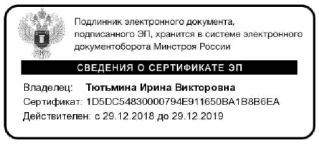 Подлинник электронного документа,
подписанного ЭП, хранится в системе электронного
документоборота Минстроя России
СВЕДЕНИЯ О СЕРТИФИКАТЕ ЭП
Владелец: Тютьмина Ирина Викторовна
Сертификат: 1D5DC54830000794E911650BA1B8B6EA
Действителен: с 29.12.2018 до 29.12.2019